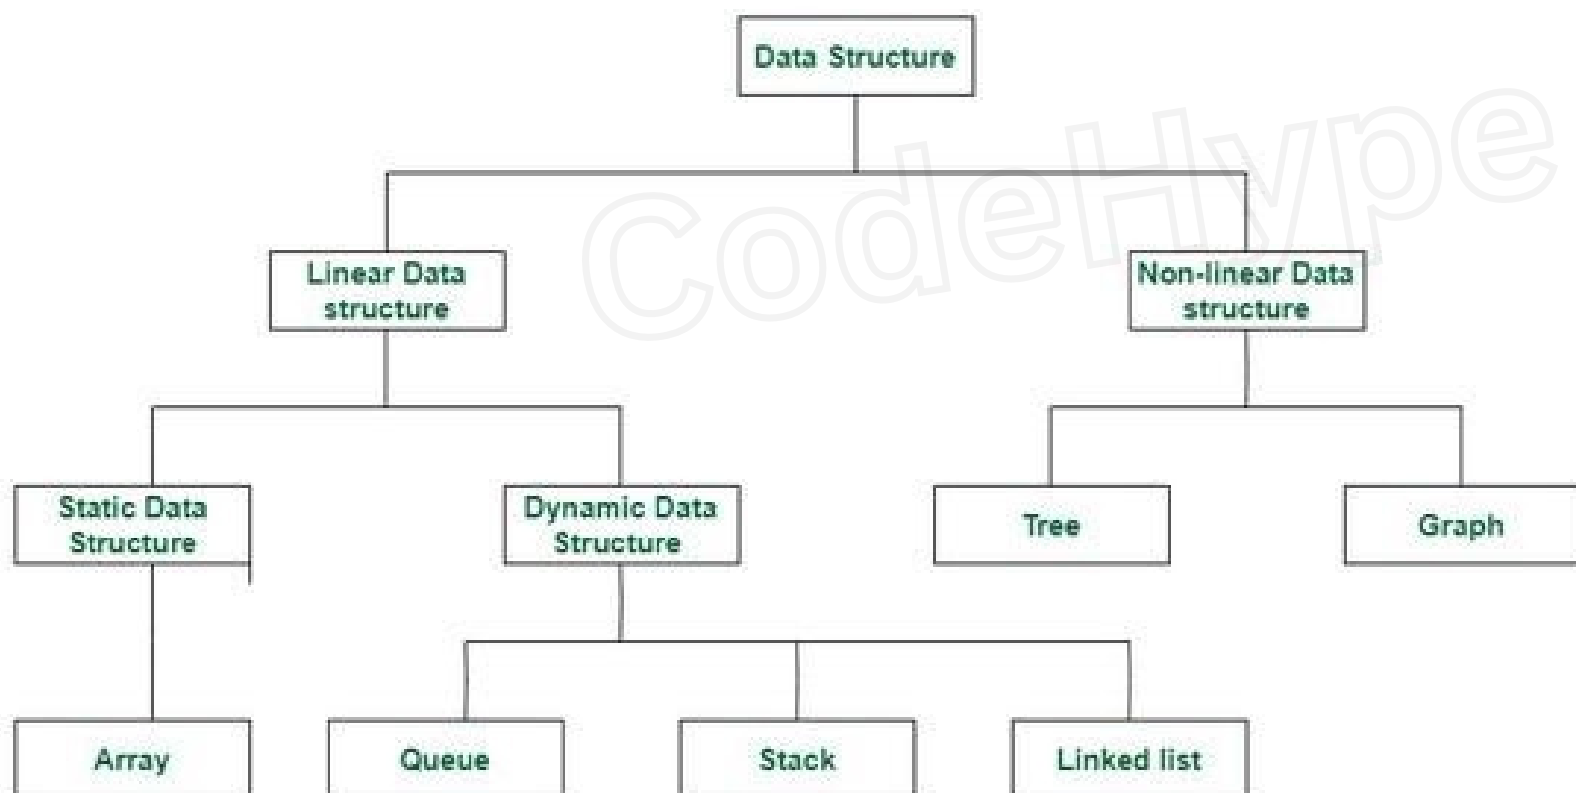 Data Structure
CodeHype
Linear Data
structure
Non-linear Data
structure
Static Data
Structure
Dynamic Data
Structure
Tree
Graph
Array
Queue
Stack
Linked list